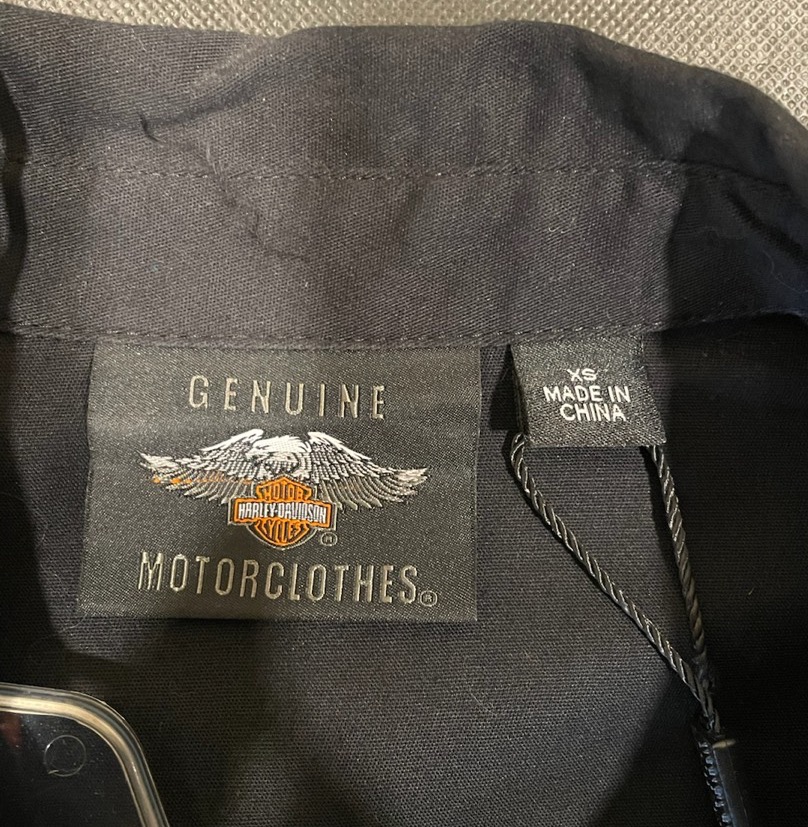 GENUINE
MOTOR
HARLEY-DAVIDSON
CYCLES
®
MOTORCLOTHES®
XS
MADE IN
CHINA